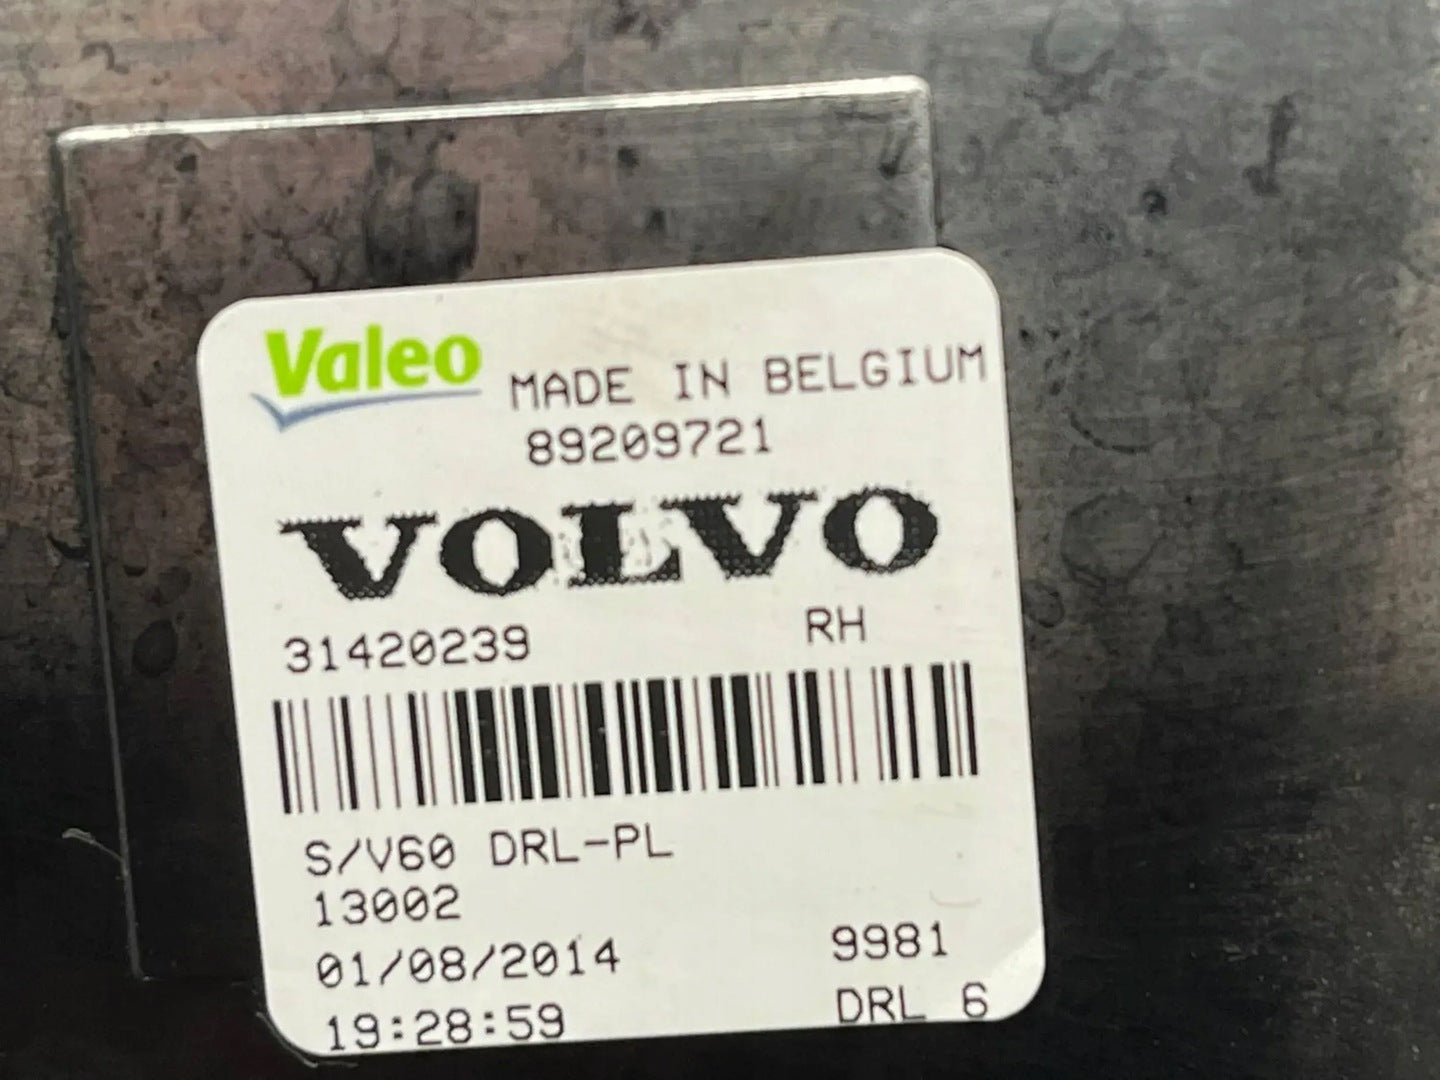 Valeo MADE IN BELGIUM
89209721
VOLVO
31420239 RH
S/V60 DRL-PL
13002
01/08/2014 9981
19:28:59 DRL 6